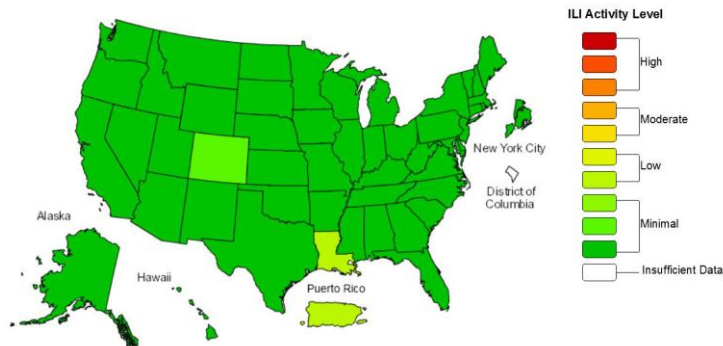 ILI Activity Level
High
Moderate
Low
Minimal
Insufficient Data
New York City
District of
Columbia
Alaska
Hawaii
Puerto Rico